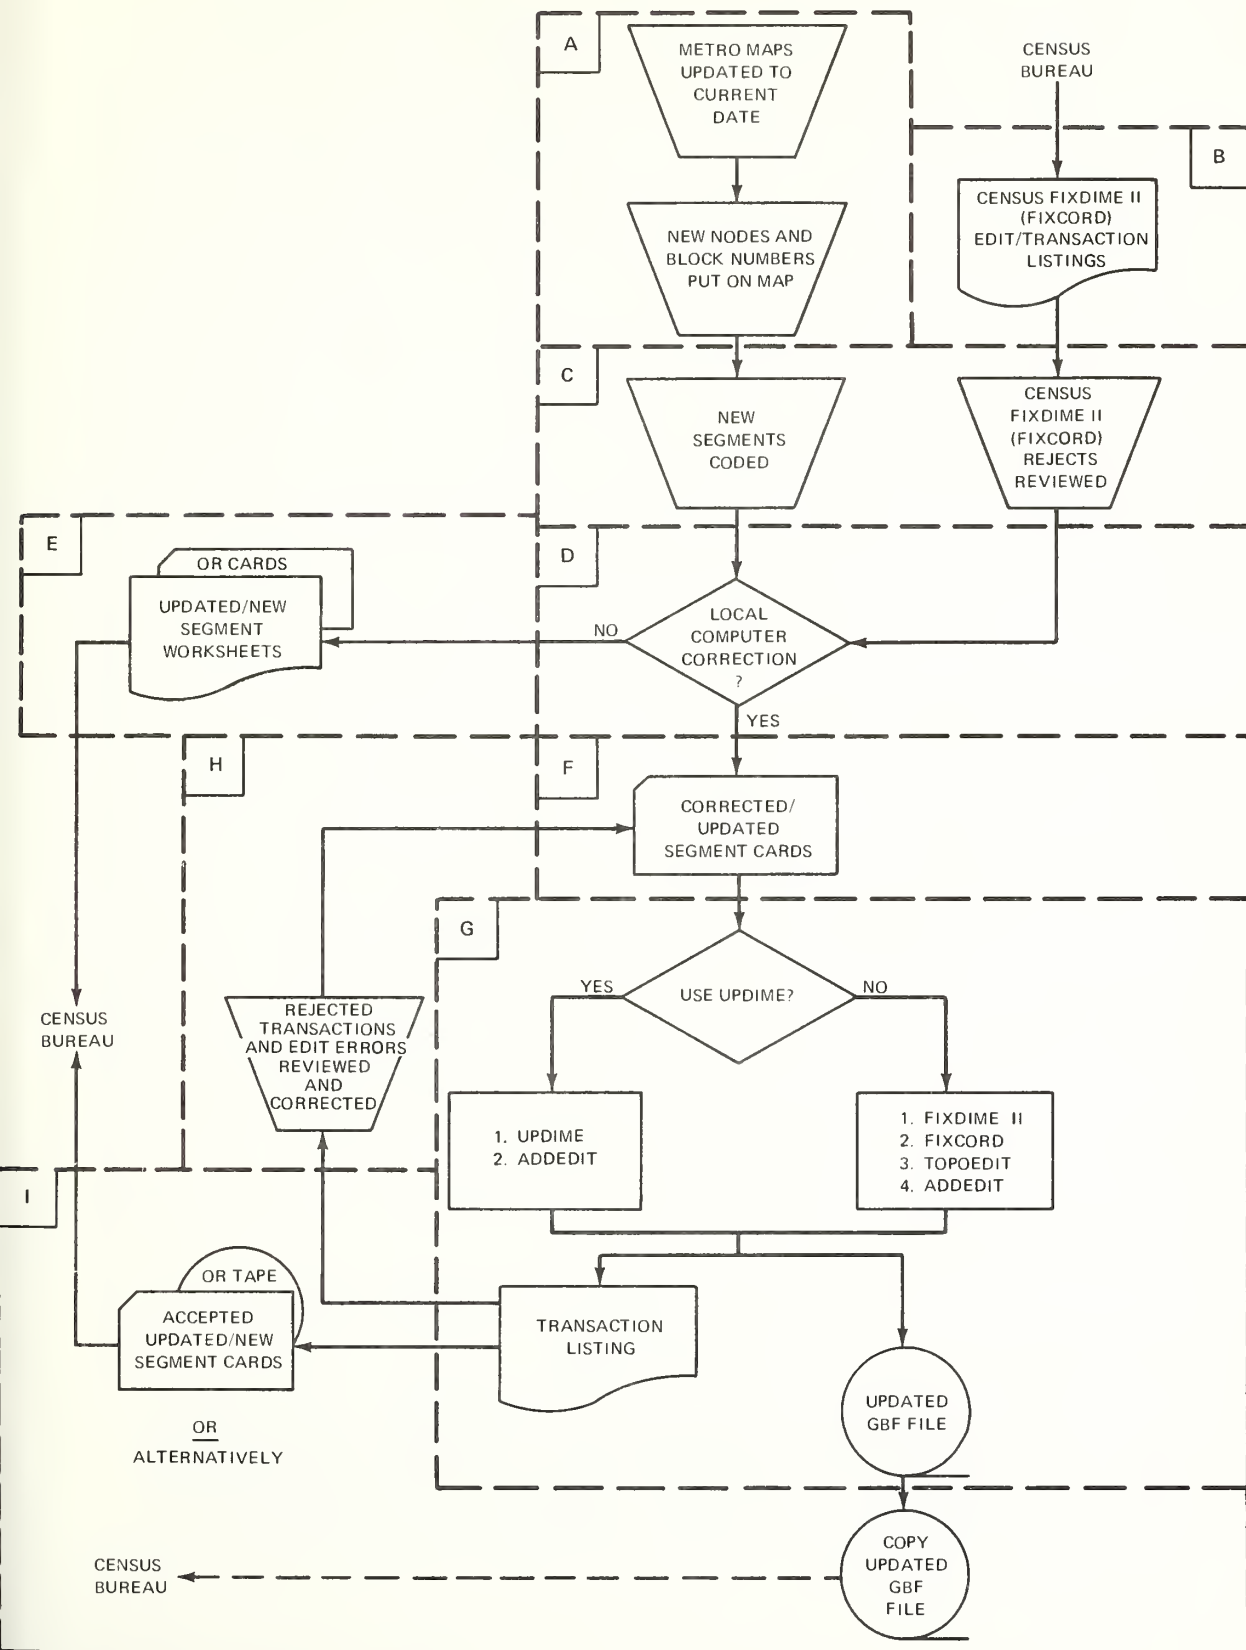 A
METRO MAPS
UPDATED TO
CURRENT
DATE
CENSUS
BUREAU
B
CENSUS FIXDIME II
(FIXCORD)
EDIT/TRANSACTION
LISTINGS
NEW NODES AND
BLOCK NUMBERS
PUT ON MAP
C
NEW
SEGMENTS
CODED
CENSUS
FIXDIME II
(FIXCORD)
REJECTS
REVIEWED
E
OR CARDS
UPDATED/NEW
SEGMENT
WORKSHEETS
D
NO
LOCAL
COMPUTER
CORRECTION
?
YES
H
F
CORRECTED/
UPDATED
SEGMENT CARDS
G
YES
USE UPDIME?
NO
CENSUS
BUREAU
REJECTED
TRANSACTIONS
AND EDIT ERRORS
REVIEWED
AND
CORRECTED
1. UPDIME
2. ADDEDIT
1. FIXDIME II
2. FIXCORD
3. TOPOEDIT
4. ADDEDIT
I
OR TAPE
ACCEPTED
UPDATED/NEW
SEGMENT CARDS
TRANSACTION
LISTING
UPDATED
GBF FILE
OR
ALTERNATIVELY
CENSUS
BUREAU
COPY
UPDATED
GBF
FILE